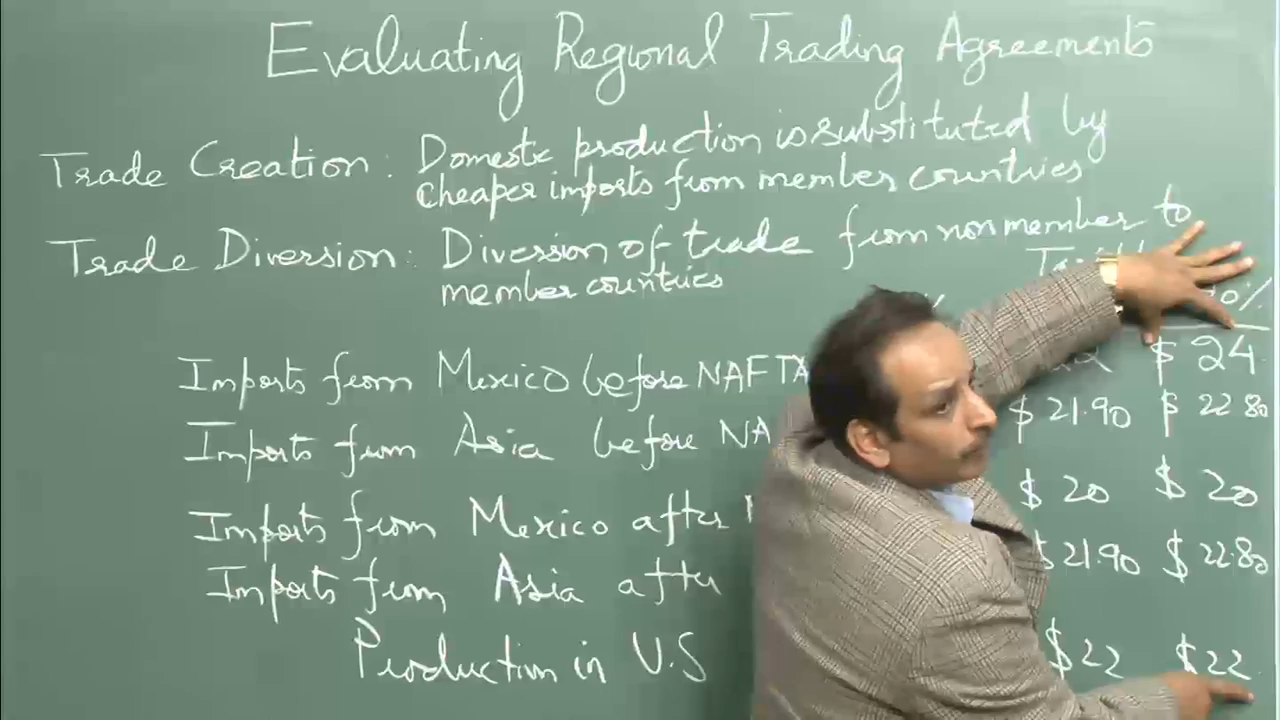 Evaluating Regional Trading Agreements
Trade Creation: Domestic production is substituted by
cheaper imports from member countries
Trade Diversion: Diversion of trade from non member to
member countries
Imports from Mexico before NAFTA $ 24
Imports from Asia before $ 21.90 $ 22.80
Imports from Mexico after $ 20 $ 20
Imports from Asia after $ 21.90 $ 22.80
Production in U.S $22 $22